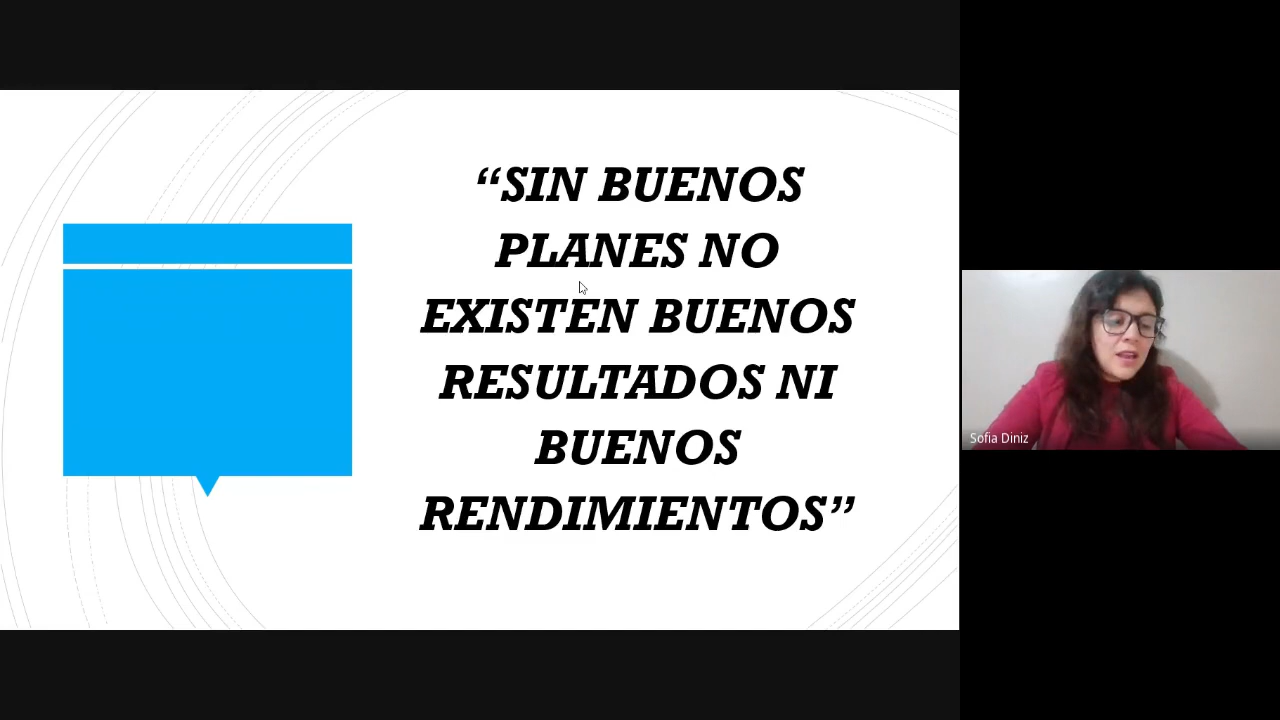 “SIN BUENOS
PLANES NO
EXISTEN BUENOS
RESULTADOS NI
BUENOS
RENDIMIENTOS”
Sofia Diniz